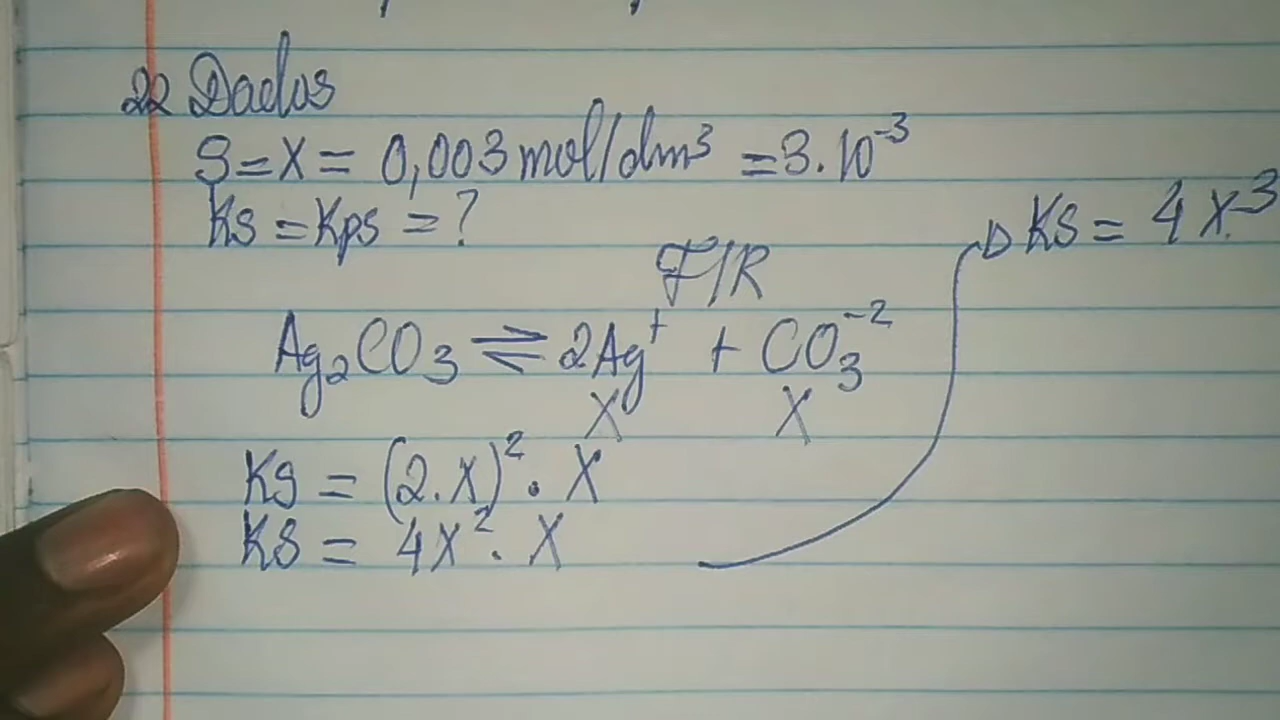 22 Dados
S = X = 0,003 mol/dm³ = 3.10⁻³
Ks = Kps = ?
F/R
Ag₂CO₃ ⇌ 2Ag⁺ + CO₃⁻²
X X
Ks = (2.X)² . X
Ks = 4X² . X
Ks = 4X³